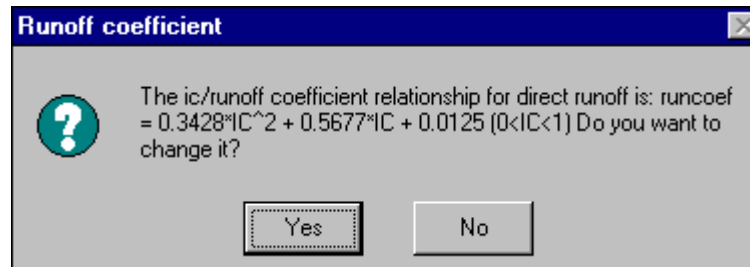 Runoff coefficient
The ic/runoff coefficient relationship for direct runoff is: runcoef
= 0.3428*IC^2 + 0.5677*IC + 0.0125 (0<IC<1) Do you want to
change it?
Yes
No